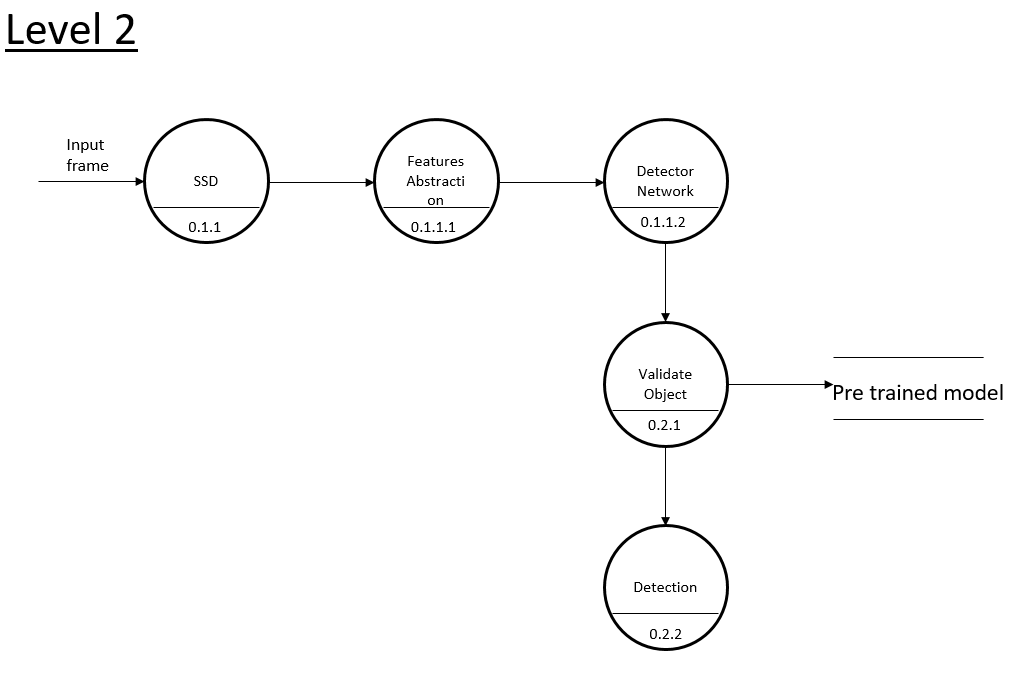 Level 2
Input
frame
SSD
0.1.1
Features
Abstracti
on
0.1.1.1
Detector
Network
0.1.1.2
Validate
Object
0.2.1
Pre trained model
Detection
0.2.2